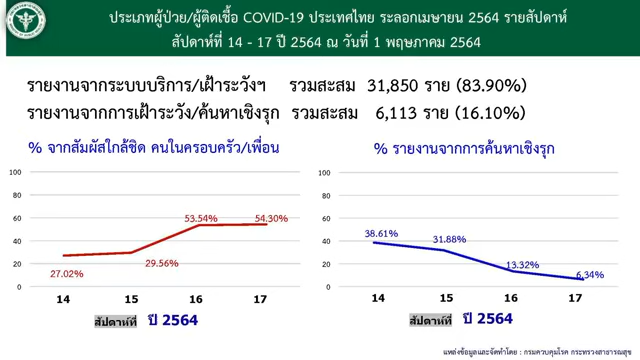 ประเภทผู้ป่วย/ผู้ติดเชื้อ COVID-19 ประเทศไทย ระลอกเมษายน 2564 รายสัปดาห์
สัปดาห์ที่ 14 - 17 ปี 2564 ณ วันที่ 1 พฤษภาคม 2564
รายงานจากระบบบริการ/เฝ้าระวังฯ รวมสะสม 31,850 ราย (83.90%)
รายงานจากการเฝ้าระวัง/ค้นหาเชิงรุก รวมสะสม 6,113 ราย (16.10%)
% จากสัมผัสใกล้ชิด คนในครอบครัว/เพื่อน
100
80
60
40
20
0
27.02%
29.56%
53.54%
54.30%
14 15 16 17
สัปดาห์ที่ ปี 2564
% รายงานจากการค้นหาเชิงรุก
100
80
60
40
20
0
38.61%
31.88%
13.32%
6.34%
14 15 16 17
สัปดาห์ที่ ปี 2564
แหล่งข้อมูลและจัดทำโดย : กรมควบคุมโรค กระทรวงสาธารณสุข